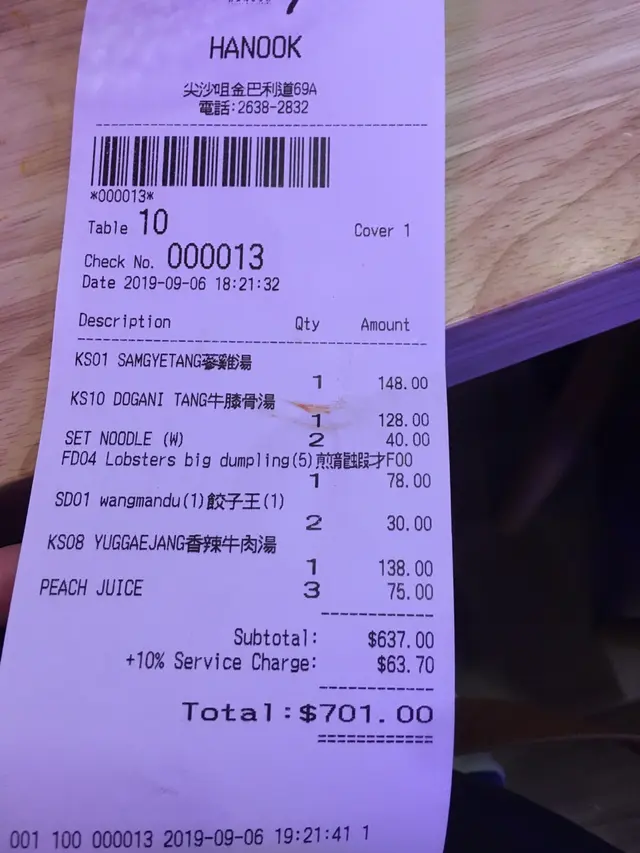 HANOOK
尖沙咀金巴利道69A
電話:2638-2832
*000013*
Table 10 Cover 1
Check No. 000013
Date 2019-09-06 18:21:32
Description Qty Amount
KS01 SAMGYETANG蔘雞湯
1 148.00
KS10 DOGANI TANG牛膝骨湯
1 128.00
SET NOODLE (W) 2 40.00
FD04 Lobsters big dumpling(5) F00
1 78.00
SD01 wangmandu(1)餃子王(1)
2 30.00
KS08 YUGGAEJANG香辣牛肉湯
1 138.00
PEACH JUICE 3 75.00
Subtotal: $637.00
+10% Service Charge: $63.70
Total:$701.00
001 100 000013 2019-09-06 19:21:41 1